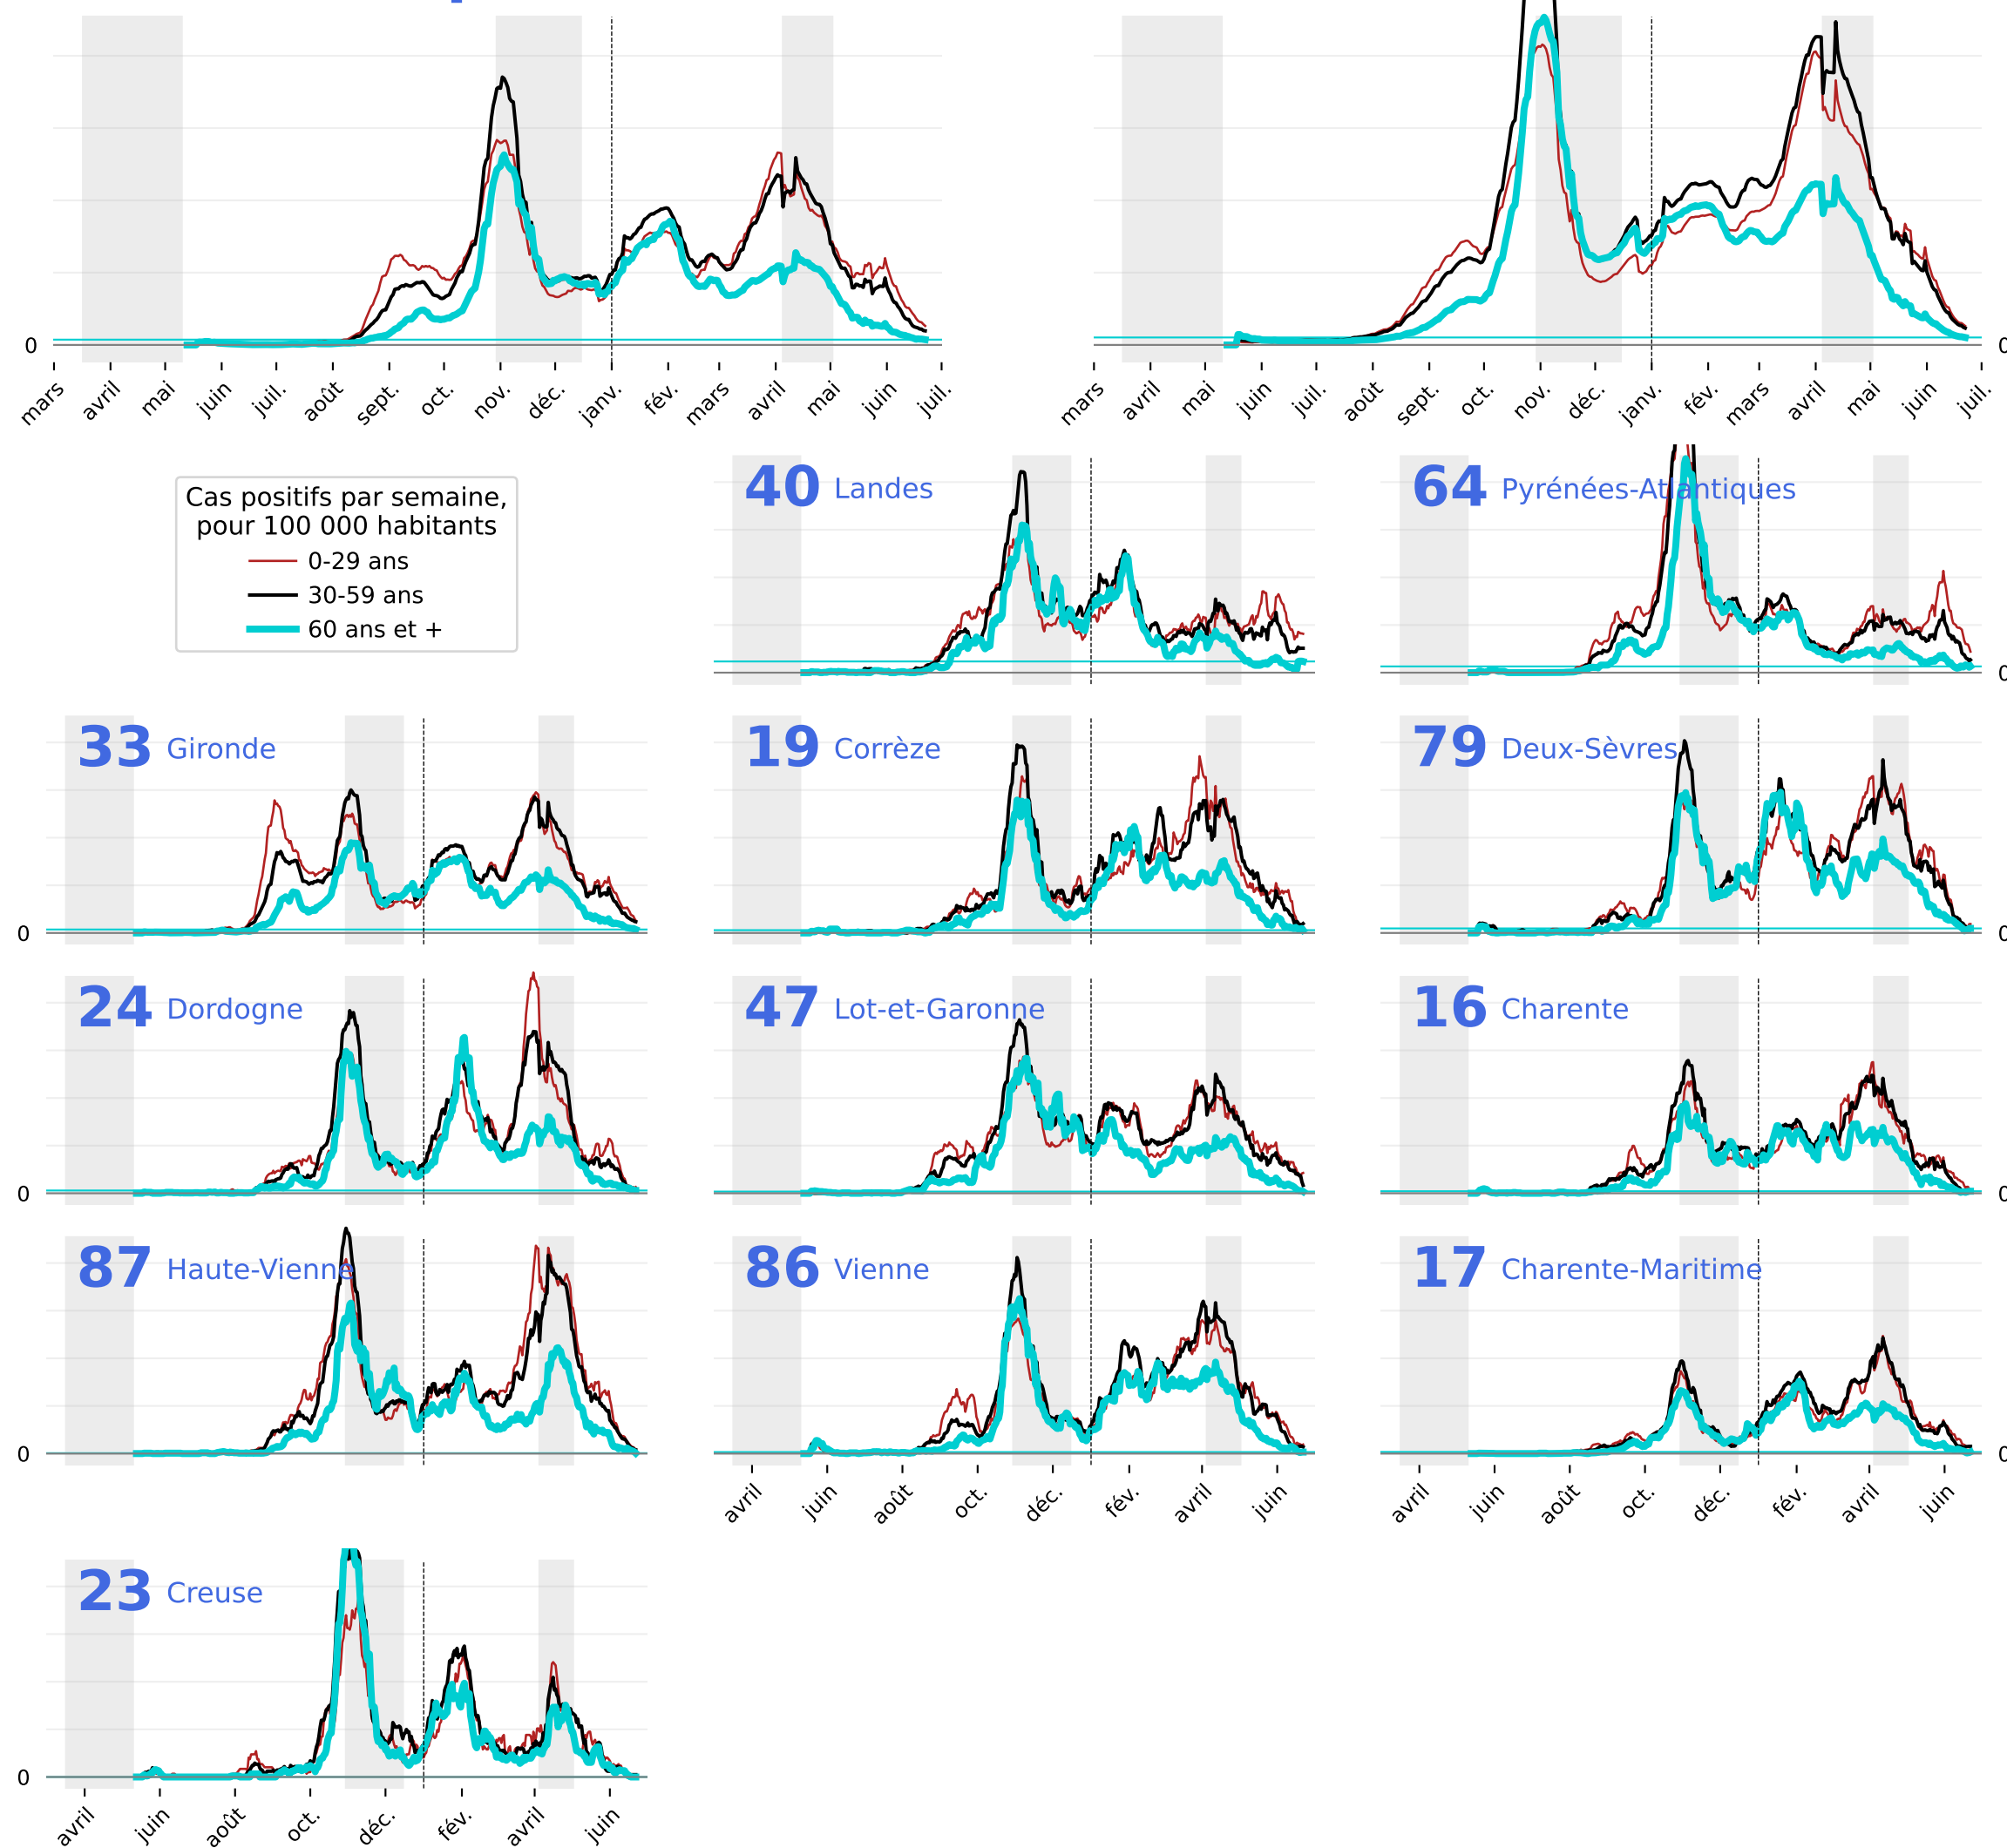 0
mars avril mai juin juil. août sept. oct. nov. déc. janv. fév. mars avril mai juin juil.
mars avril mai juin juil. août sept. oct. nov. déc. janv. fév. mars avril mai juin juil.
Cas positifs par semaine,
pour 100 000 habitants
0-29 ans
30-59 ans
60 ans et +
40 Landes
64 Pyrénées-Atlantiques
33 Gironde
0
19 Corrèze
79 Deux-Sèvres
24 Dordogne
0
47 Lot-et-Garonne
16 Charente
87 Haute-Vienne
0
86 Vienne
17 Charente-Maritime
avril juin août oct. déc. fév. avril juin
avril juin août oct. déc. fév. avril juin
23 Creuse
0
avril juin août oct. déc. fév. avril juin